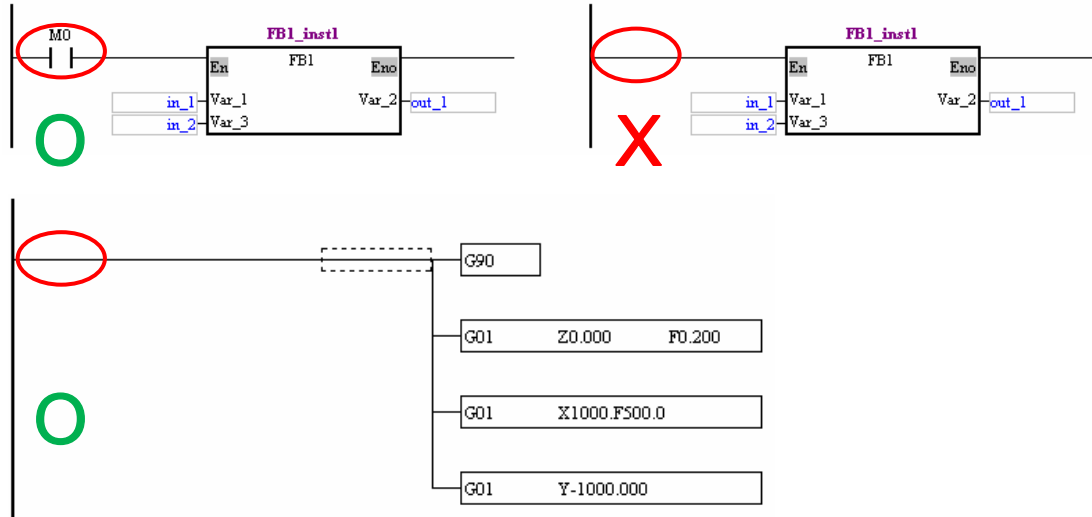 M0
FB1_inst1
En FB1 Eno
in_1 Var_1 Var_2 out_1
in_2 Var_3
O
FB1_inst1
En FB1 Eno
in_1 Var_1 Var_2 out_1
in_2 Var_3
X
G90
G01 Z0.000 F0.200
G01 X1000.F500.0
G01 Y-1000.000
O